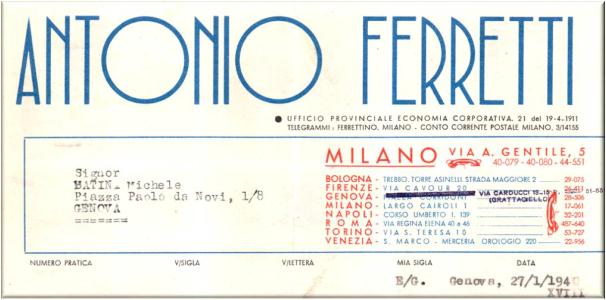 ANTONIO FERRETTI
● UFFICIO PROVINCIALE ECONOMIA CORPORATIVA. 21 del 19-4-1911
TELEGRAMMI: FERRETTINO, MILANO - CONTO CORRENTE POSTALE MILANO, 3/14155
MILANO VIA A. GENTILE, 5
40-079 - 40-080 - 44-551
Signor
MATINA Michele
Piazza Paolo da Novi, 1/8
GENOVA
=======
BOLOGNA - TREBBO. TORRE ASINELLI, STRADA MAGGIORE 2 - 29-075
FIRENZE - VIA CAVOUR 20
GENOVA - PIAZZA CORRIDONI - 28-506
VIA CARDUCCI
(GRATTACIELO)
MILANO - LARGO CAIROLI 1 - 17-061
NAPOLI - CORSO UMBERTO I. 139 - 32-201
ROMA - VIA REGINA ELENA 40 a 46 - 487-640
TORINO - VIA S. TERESA 10 - 53-727
VENEZIA - S. MARCO - MERCERIA OROLOGIO 220 - 22-956
NUMERO PRATICA V/SIGLA V/LETTERA MIA SIGLA DATA
E/G. Genova, 27/1/1940
XVIII